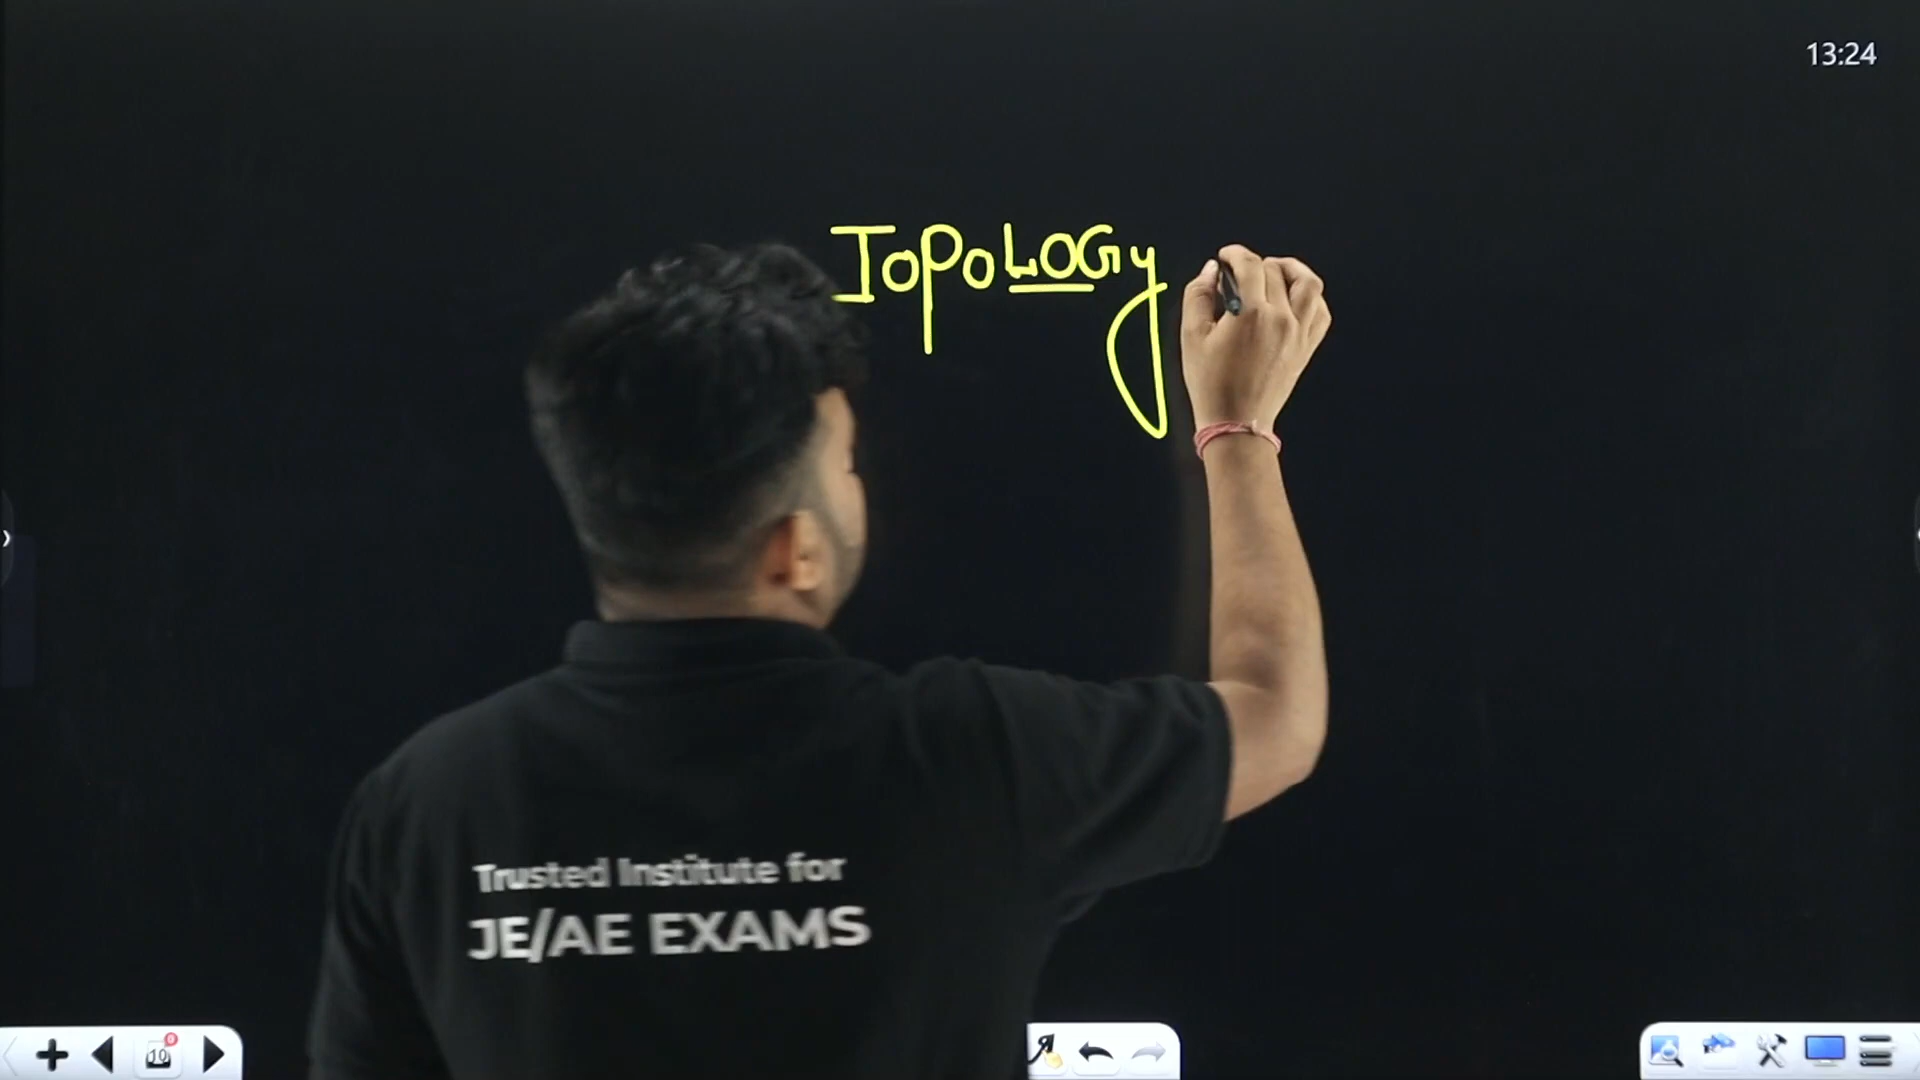 13:24
TopoLOGy
Trusted Institute for
JE/AE EXAMS
10